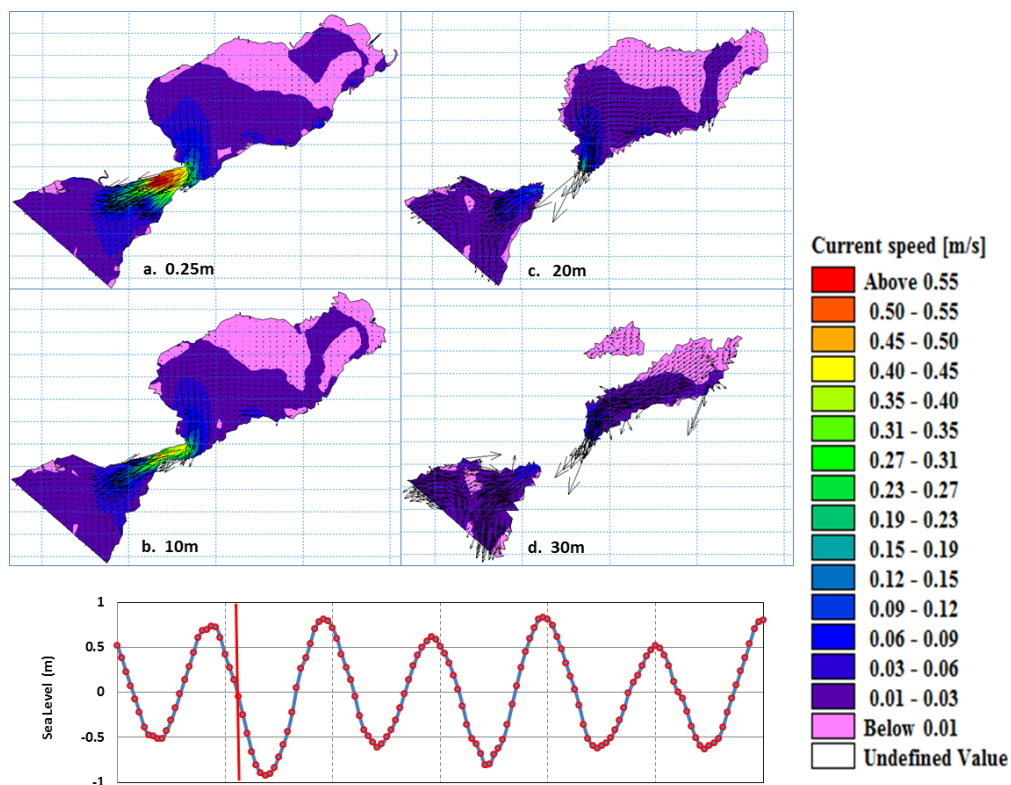 a. 0.25m
c. 20m
b. 10m
d. 30m
Current speed [m/s]
Above 0.55
0.50 - 0.55
0.45 - 0.50
0.40 - 0.45
0.35 - 0.40
0.31 - 0.35
0.27 - 0.31
0.23 - 0.27
0.19 - 0.23
0.15 - 0.19
0.12 - 0.15
0.09 - 0.12
0.06 - 0.09
0.03 - 0.06
0.01 - 0.03
Below 0.01
Undefined Value
Sea Level (m)
1
0.5
0
-0.5
-1